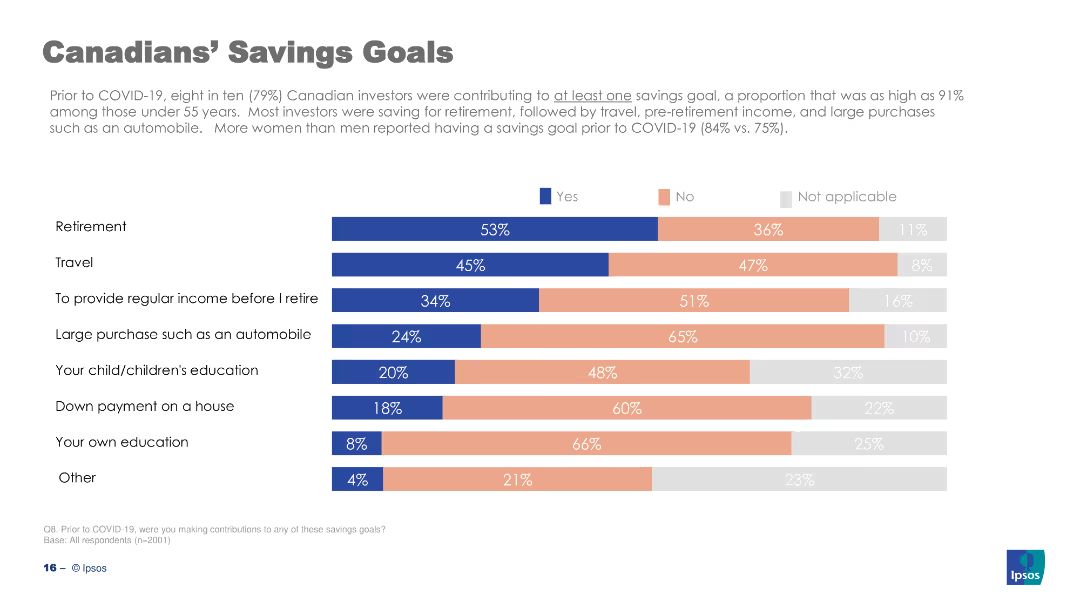 Canadians’ Savings Goals
Prior to COVID-19, eight in ten (79%) Canadian investors were contributing to at least one savings goal, a proportion that was as high as 91%
among those under 55 years.  Most investors were saving for retirement, followed by travel, pre-retirement income, and large purchases
such as an automobile.   More women than men reported having a savings goal prior to COVID-19 (84% vs. 75%).
Yes No Not applicable
Retirement 53% 36% 11%
Travel 45% 47% 8%
To provide regular income before I retire 34% 51% 16%
Large purchase such as an automobile 24% 65% 10%
Your child/children's education 20% 48% 32%
Down payment on a house 18% 60% 22%
Your own education 8% 66% 25%
Other 4% 21% 23%
Q8. Prior to COVID-19, were you making contributions to any of these savings goals?
Base: All respondents (n=2001)
16 – © Ipsos
Ipsos